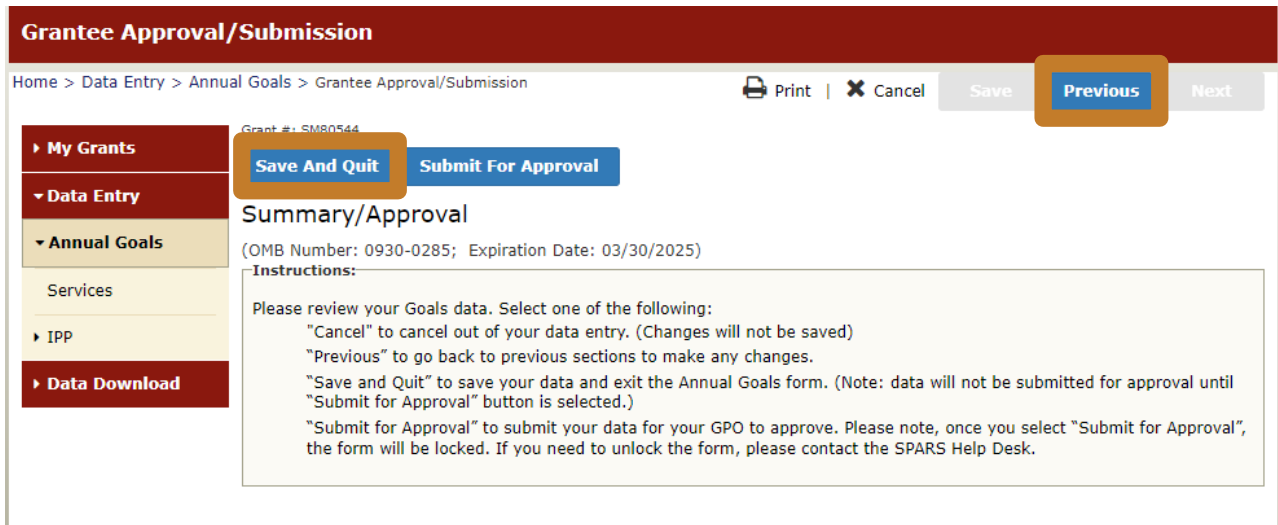 Grantee Approval/Submission
Home > Data Entry > Annual Goals > Grantee Approval/Submission
Print | Cancel Save Previous Next
My Grants
Data Entry
Annual Goals
Services
IPP
Data Download
Grant #: SM80544
Save And Quit Submit For Approval
Summary/Approval
(OMB Number: 0930-0285; Expiration Date: 03/30/2025)
Instructions:
Please review your Goals data. Select one of the following:
"Cancel" to cancel out of your data entry. (Changes will not be saved)
“Previous” to go back to previous sections to make any changes.
“Save and Quit” to save your data and exit the Annual Goals form. (Note: data will not be submitted for approval until
“Submit for Approval” button is selected.)
“Submit for Approval” to submit your data for your GPO to approve. Please note, once you select “Submit for Approval”,
the form will be locked. If you need to unlock the form, please contact the SPARS Help Desk.